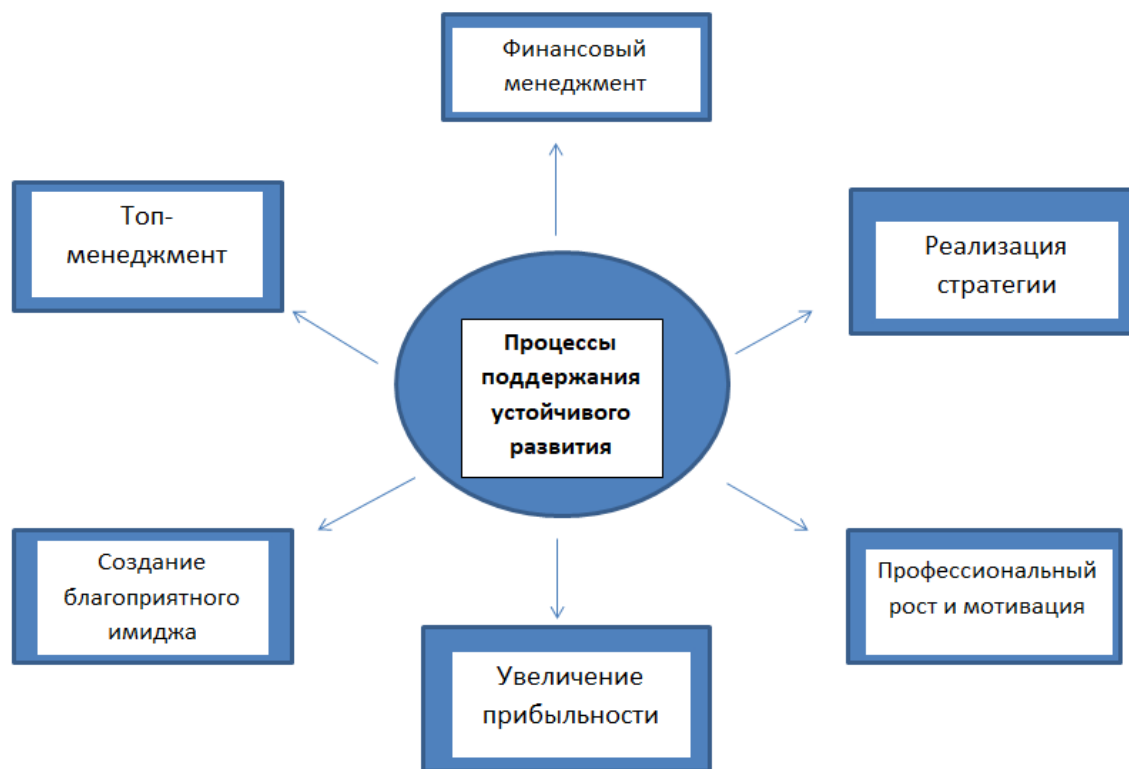 Финансовый
менеджмент
Топ-
менеджмент
Реализация
стратегии
Процессы
поддержания
устойчивого
развития
Создание
благоприятного
имиджа
Профессиональный
рост и мотивация
Увеличение
прибыльности